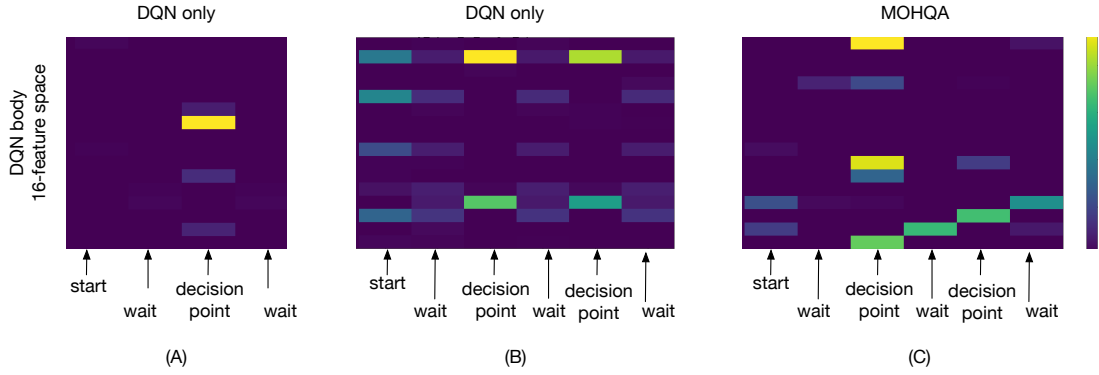 DQN only
DQN only
MOHQA
DQN body
16-feature space
start
wait
decision
point
wait
start
wait
decision
point
wait
decision
point
wait
start
wait
decision
point
wait
decision
point
wait
(A)
(B)
(C)